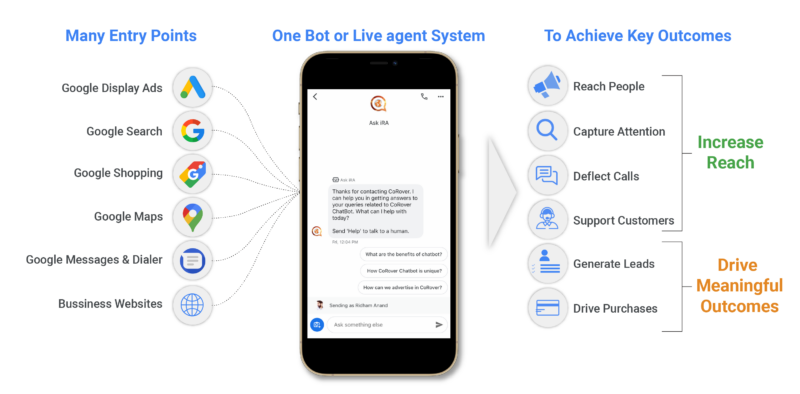 Many Entry Points
Google Display Ads
Google Search
Google Shopping
Google Maps
Google Messages & Dialer
Bussiness Websites
One Bot or Live agent System
Ask iRA
Ask iRA
Thanks for contacting CoRover. I
can help you in getting answers to
your queries related to CoRover
ChatBot. What can I help with
today?
Send 'Help' to talk to a human.
Fri, 12:54 PM
What are the benefits of chatbot?
How CoRover Chatbot is unique?
How can we advertise in CoRover?
Sending as Ridham Anand
Ask something else
To Achieve Key Outcomes
Reach People
Capture Attention
Deflect Calls
Support Customers
Generate Leads
Drive Purchases
Increase
Reach
Drive
Meaningful
Outcomes